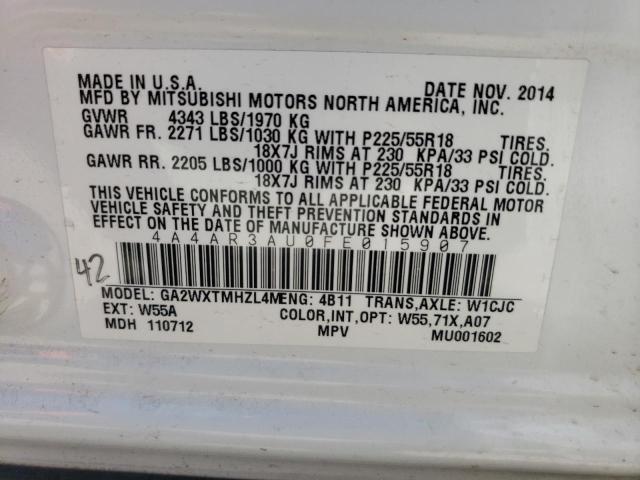 MADE IN U.S.A. DATE NOV. 2014
MFD BY MITSUBISHI MOTORS NORTH AMERICA, INC.
GVWR 4343 LBS/1970 KG
GAWR FR. 2271 LBS/1030 KG WITH P225/55R18 TIRES.
18X7J RIMS AT 230 KPA/33 PSI COLD.
GAWR RR. 2205 LBS/1000 KG WITH P225/55R18 TIRES.
18X7J RIMS AT 230 KPA/33 PSI COLD.
THIS VEHICLE CONFORMS TO ALL APPLICABLE FEDERAL MOTOR
VEHICLE SAFETY AND THEFT PREVENTION STANDARDS IN
EFFECT ON THE DATE OF MANUFACTURE SHOWN ABOVE.
4A4AR3AU0FE015907
42
MODEL: GA2WXTMHZL4M ENG: 4B11 TRANS,AXLE: W1CJC
EXT: W55A COLOR,INT,OPT: W55,71X,A07
MDH 110712 MPV MU001602